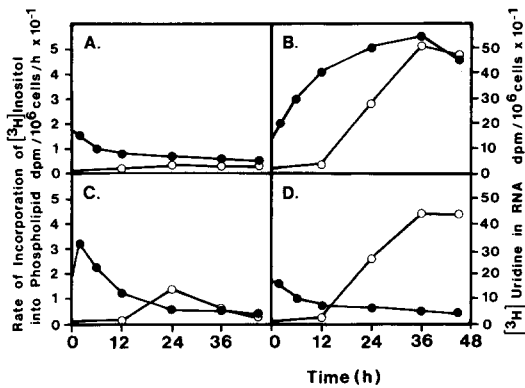 Rate of Incorporation of [³H]Inositol
into Phospholipid dpm/10⁶cells/h x 10⁻¹
A.
5
4
3
2
1
0
B.
50
40
30
20
10
0
C.
5
4
3
2
1
0
D.
50
40
30
20
10
0
0 12 24 36 0 12 24 36 48
Time (h)
dpm/10⁶cells x 10⁻¹
[³H] Uridine in RNA